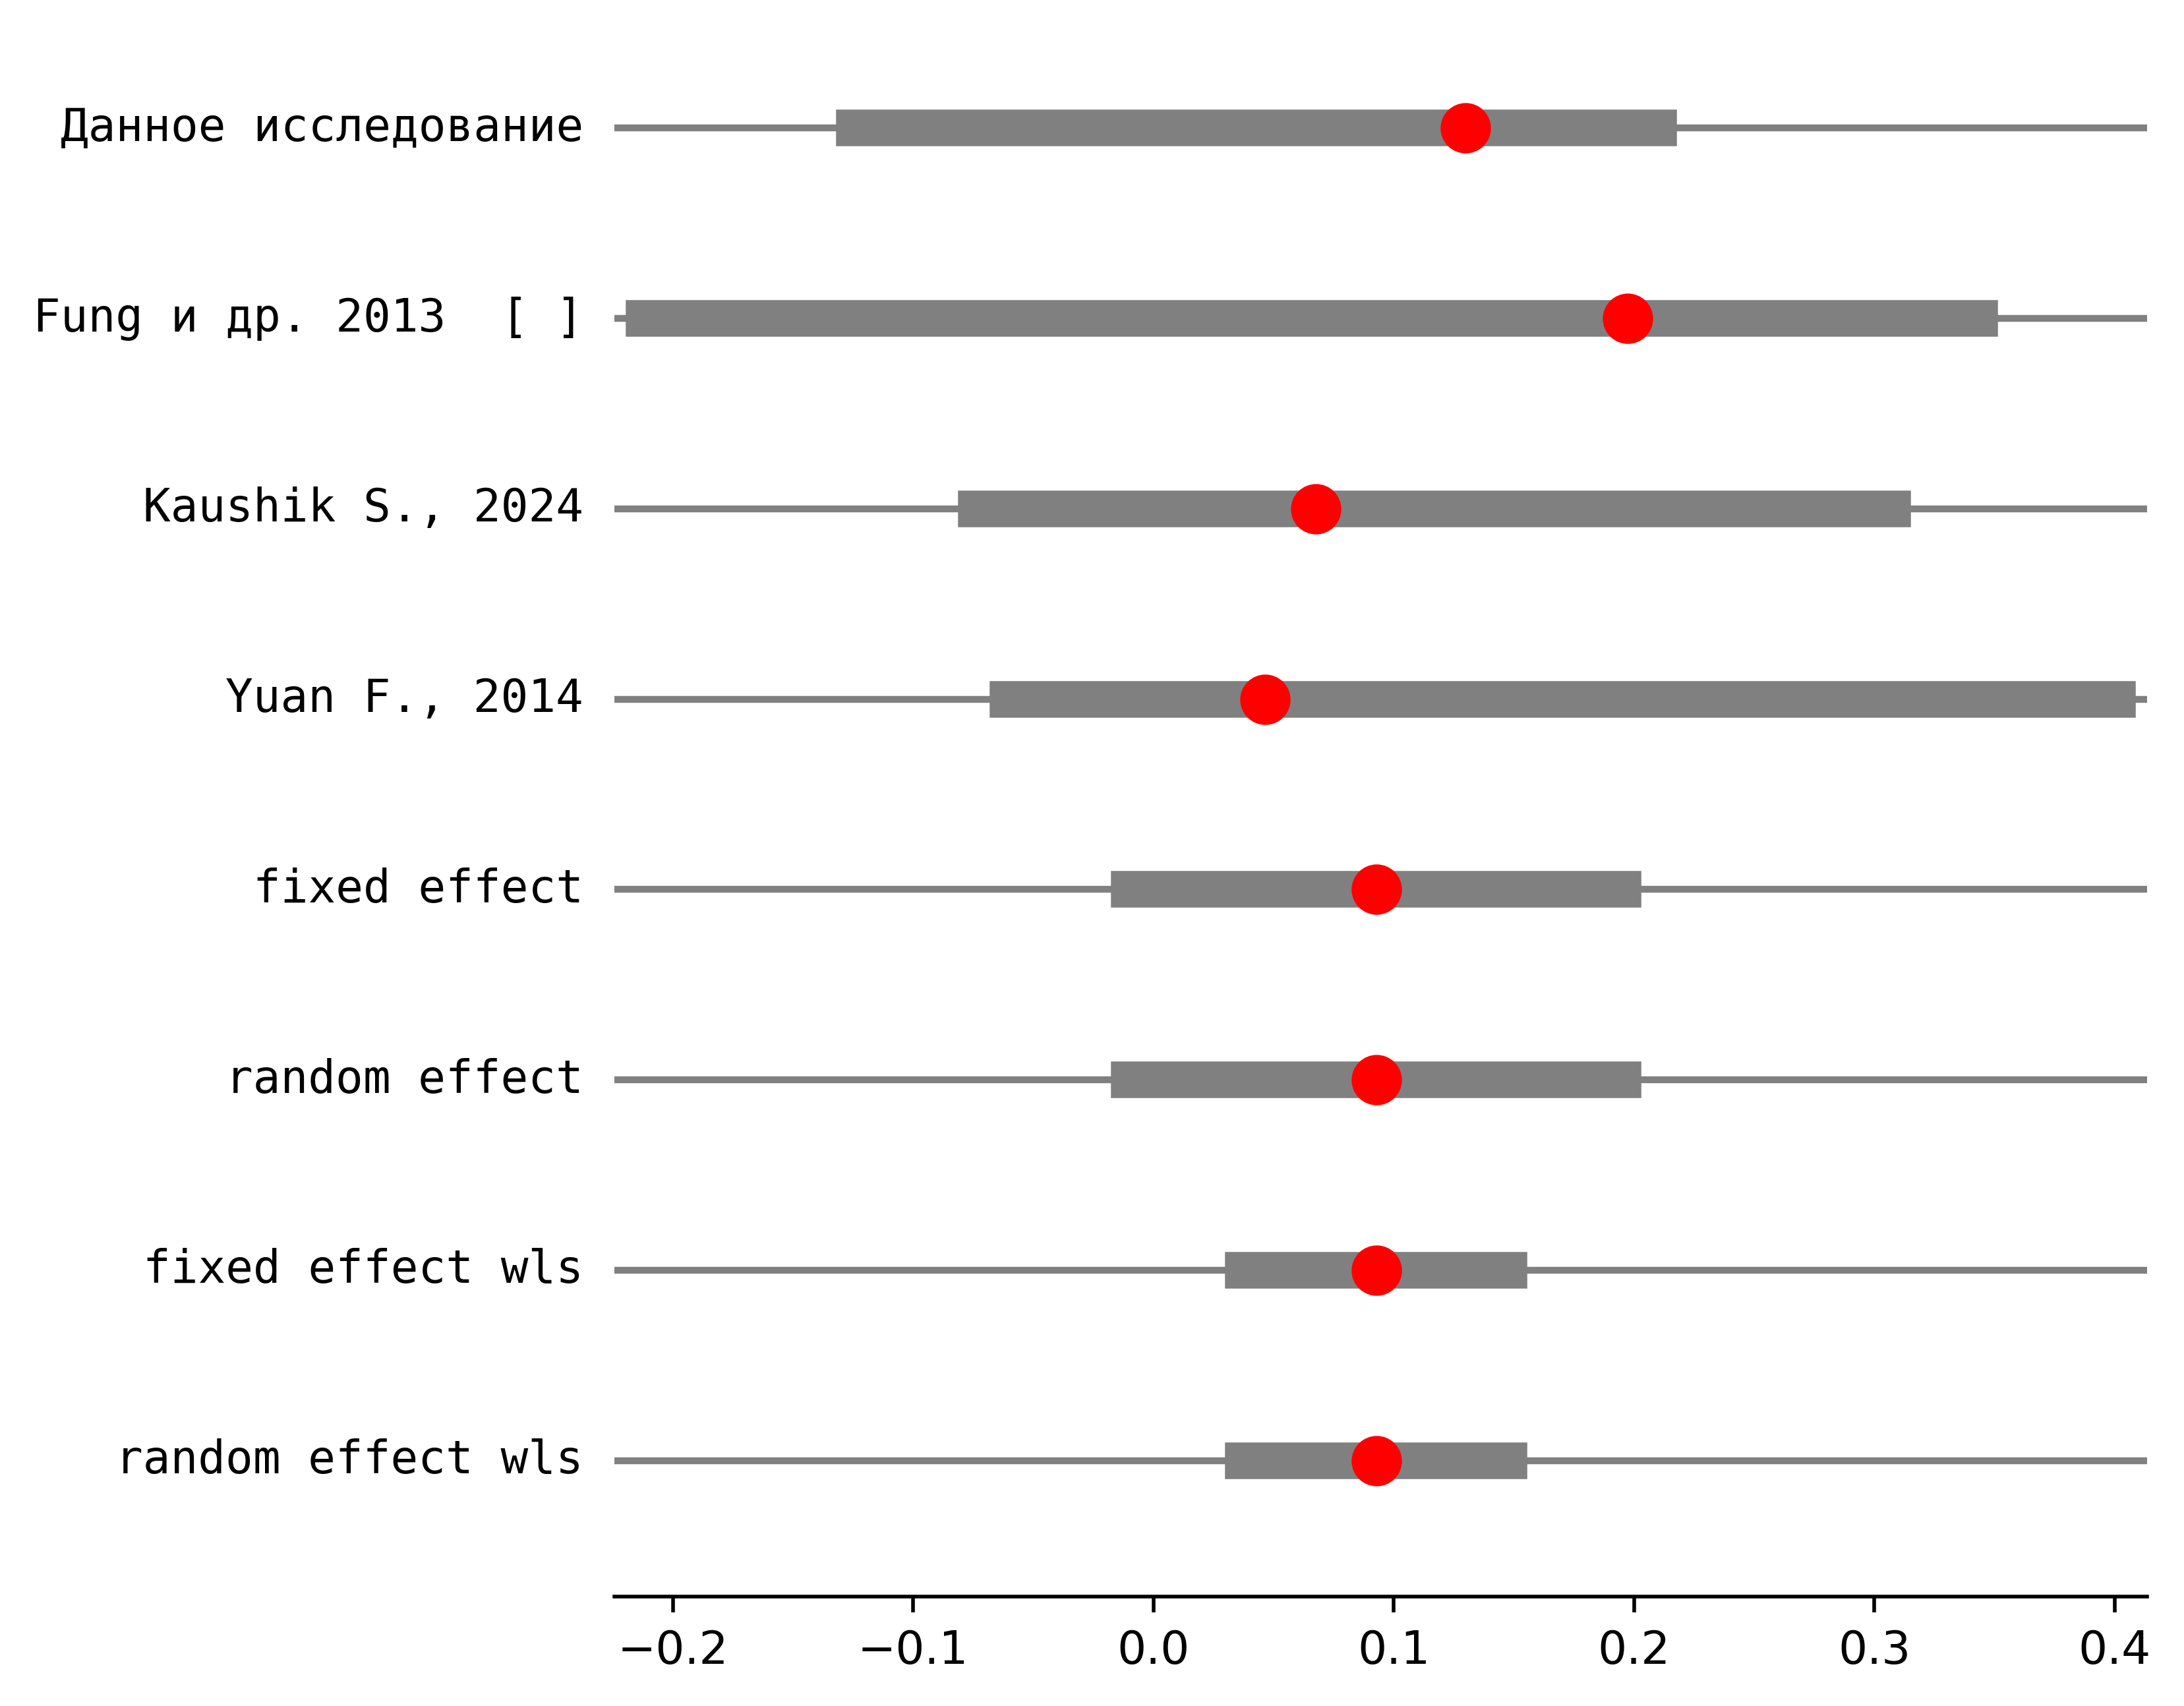 Данное исследование
Fung и др. 2013  [ ]
Kaushik S., 2024
Yuan F., 2014
fixed effect
random effect
fixed effect wls
random effect wls
−0.2 −0.1 0.0 0.1 0.2 0.3 0.4